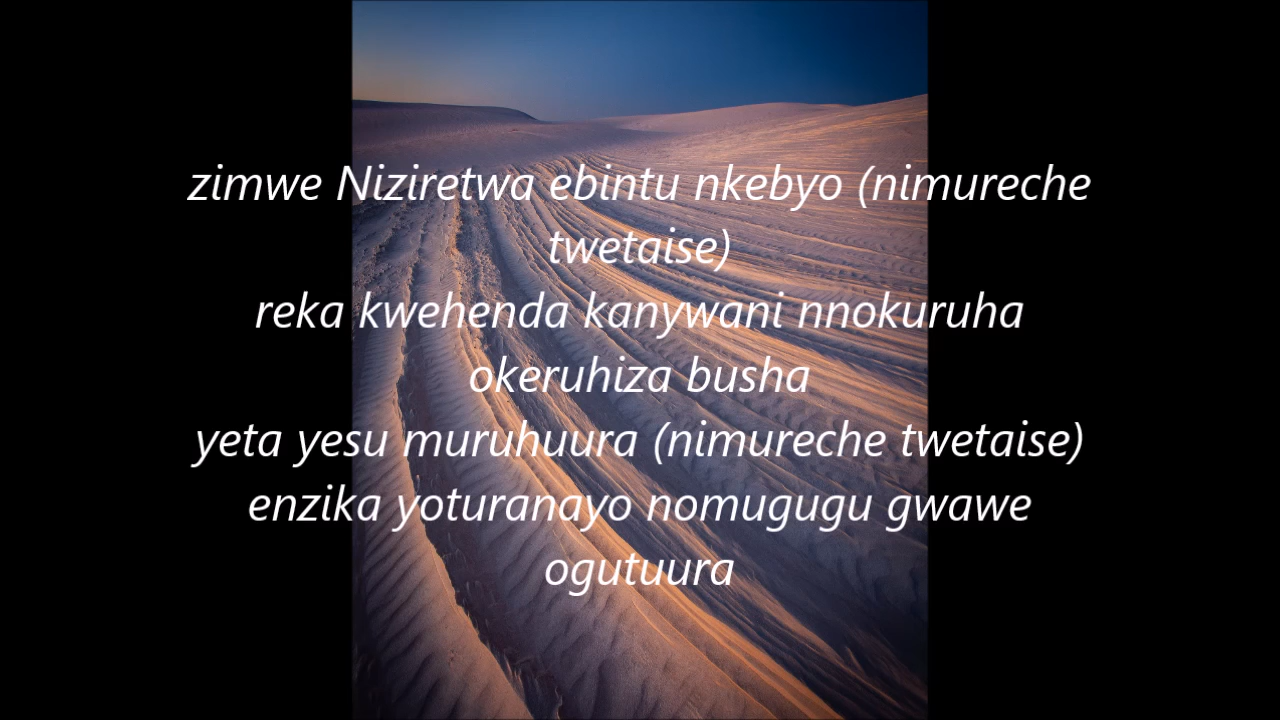 zimwe Niziretwa ebintu nkebyo (nimureche
twetaise)
reka kwehenda kanywani nnokuruha
okeruhiza busha
yeta yesu muruhuura (nimureche twetaise)
enzika yoturanayo nomugugu gwawe
ogutuura